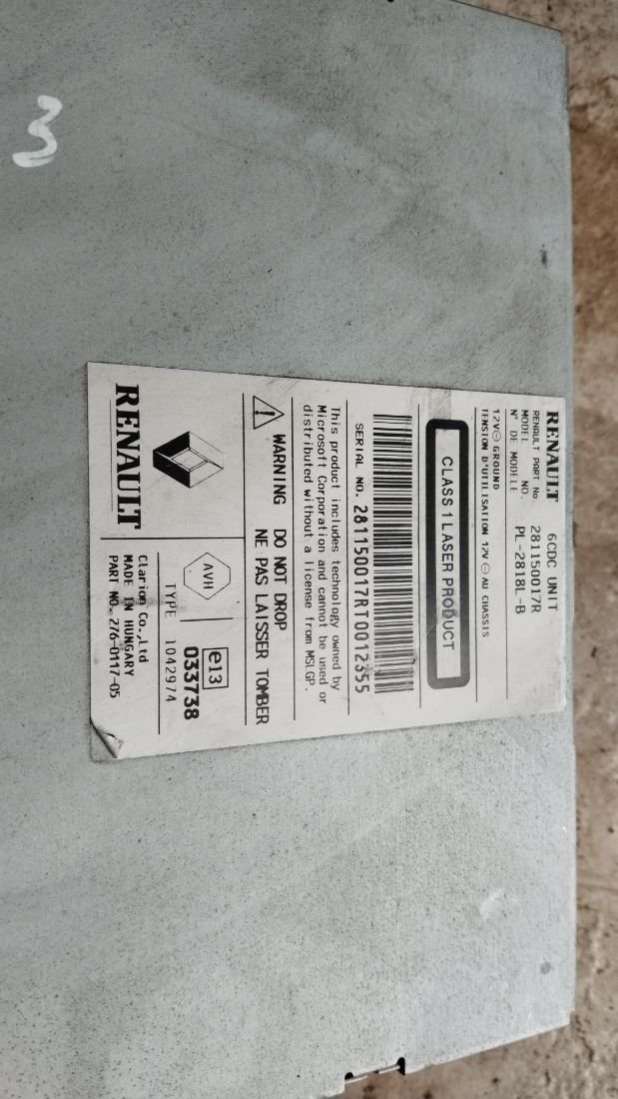 3
RENAULT 6CDC UNIT
RENAULT PART No 281150017R
MODEL NO. PL-2818L-B
N° DE MODELE
12V⊖ GROUND
TENSION D'UTILISATION 12V ⊖ AU CHASSIS
CLASS 1 LASER PRODUCT
SERIAL NO. 281150017RT0012355
This product includes technology owned by
Microsoft Corporation and cannot be used or
distributed without a license from MSLGP.
WARNING DO NOT DROP
NE PAS LAISSER TOMBER
AVH
e13
033738
TYPE 1042974
RENAULT
Clarion Co.,Ltd
MADE IN HUNGARY
PART NO. 276-0117-05